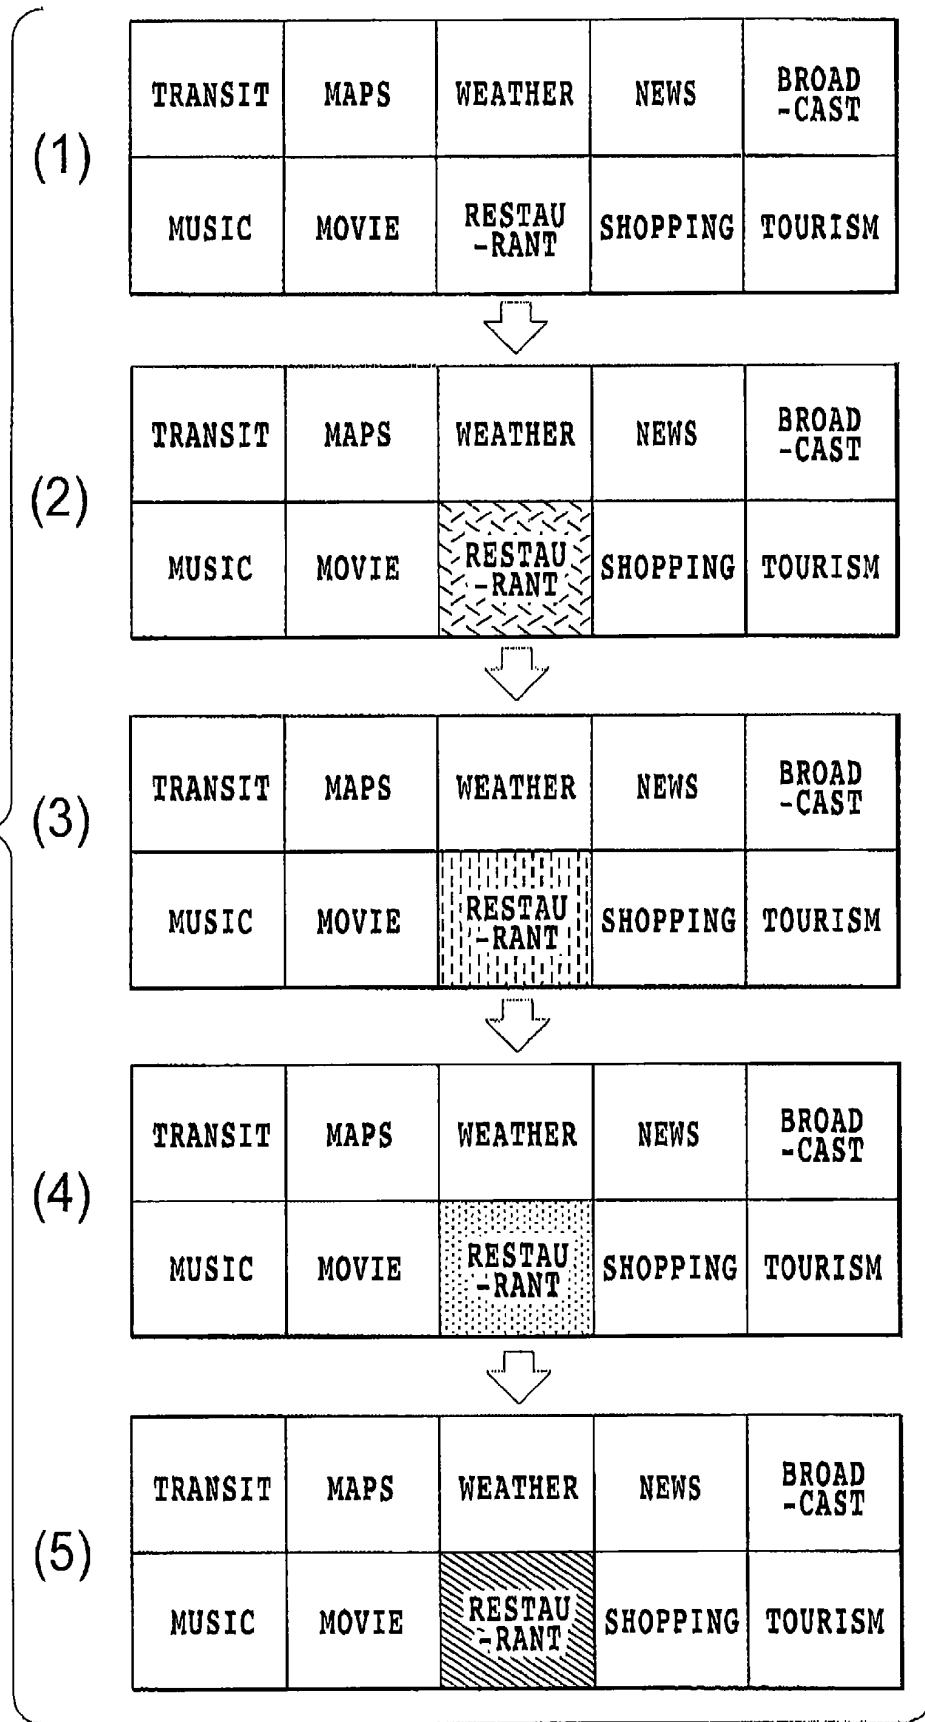 (1)
TRANSIT MAPS WEATHER NEWS BROAD
-CAST
MUSIC MOVIE RESTAU SHOPPING TOURISM
-RANT
(2)
TRANSIT MAPS WEATHER NEWS BROAD
-CAST
MUSIC MOVIE RESTAU SHOPPING TOURISM
-RANT
(3)
TRANSIT MAPS WEATHER NEWS BROAD
-CAST
MUSIC MOVIE RESTAU SHOPPING TOURISM
-RANT
(4)
TRANSIT MAPS WEATHER NEWS BROAD
-CAST
MUSIC MOVIE RESTAU SHOPPING TOURISM
-RANT
(5)
TRANSIT MAPS WEATHER NEWS BROAD
-CAST
MUSIC MOVIE RESTAU SHOPPING TOURISM
-RANT